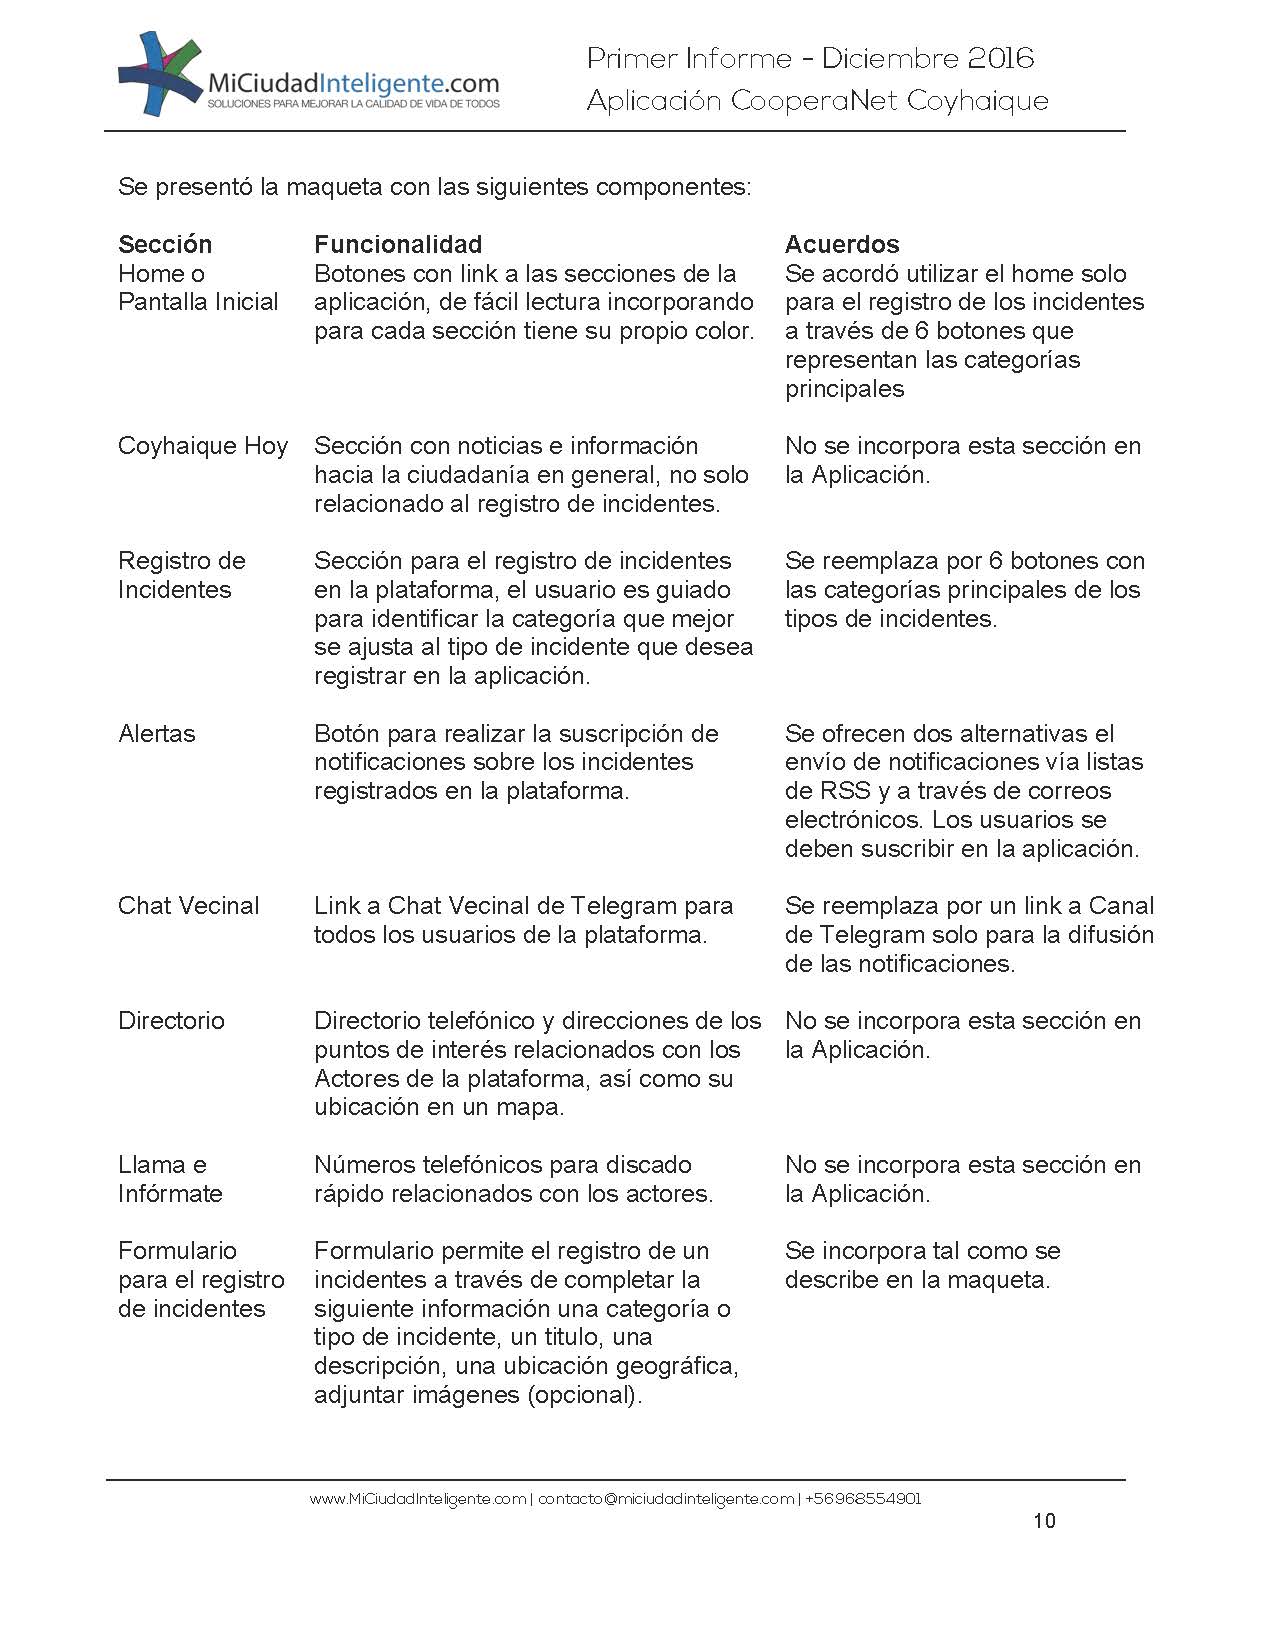 MiCiudadInteligente.com
SOLUCIONES PARA MEJORAR LA CALIDAD DE VIDA DE TODOS
Primer Informe - Diciembre 2016
Aplicación CooperaNet Coyhaique
Se presentó la maqueta con las siguientes componentes:
Sección Funcionalidad Acuerdos
Home o Botones con link a las secciones de la Se acordó utilizar el home solo
Pantalla Inicial aplicación, de fácil lectura incorporando para el registro de los incidentes
para cada sección tiene su propio color. a través de 6 botones que
representan las categorías
principales
Coyhaique Hoy Sección con noticias e información No se incorpora esta sección en
hacia la ciudadanía en general, no solo la Aplicación.
relacionado al registro de incidentes.
Registro de Sección para el registro de incidentes Se reemplaza por 6 botones con
Incidentes en la plataforma, el usuario es guiado las categorías principales de los
para identificar la categoría que mejor tipos de incidentes.
se ajusta al tipo de incidente que desea
registrar en la aplicación.
Alertas Botón para realizar la suscripción de Se ofrecen dos alternativas el
notificaciones sobre los incidentes envío de notificaciones vía listas
registrados en la plataforma. de RSS y a través de correos
electrónicos. Los usuarios se
deben suscribir en la aplicación.
Chat Vecinal Link a Chat Vecinal de Telegram para Se reemplaza por un link a Canal
todos los usuarios de la plataforma. de Telegram solo para la difusión
de las notificaciones.
Directorio Directorio telefónico y direcciones de los No se incorpora esta sección en
puntos de interés relacionados con los la Aplicación.
Actores de la plataforma, así como su
ubicación en un mapa.
Llama e Números telefónicos para discado No se incorpora esta sección en
Infórmate rápido relacionados con los actores. la Aplicación.
Formulario Formulario permite el registro de un Se incorpora tal como se
para el registro incidentes a través de completar la describe en la maqueta.
de incidentes siguiente información una categoría o
tipo de incidente, un titulo, una
descripción, una ubicación geográfica,
adjuntar imágenes (opcional).
www.MiCiudadInteligente.com | contacto@miciudadinteligente.com | +56968554901
10